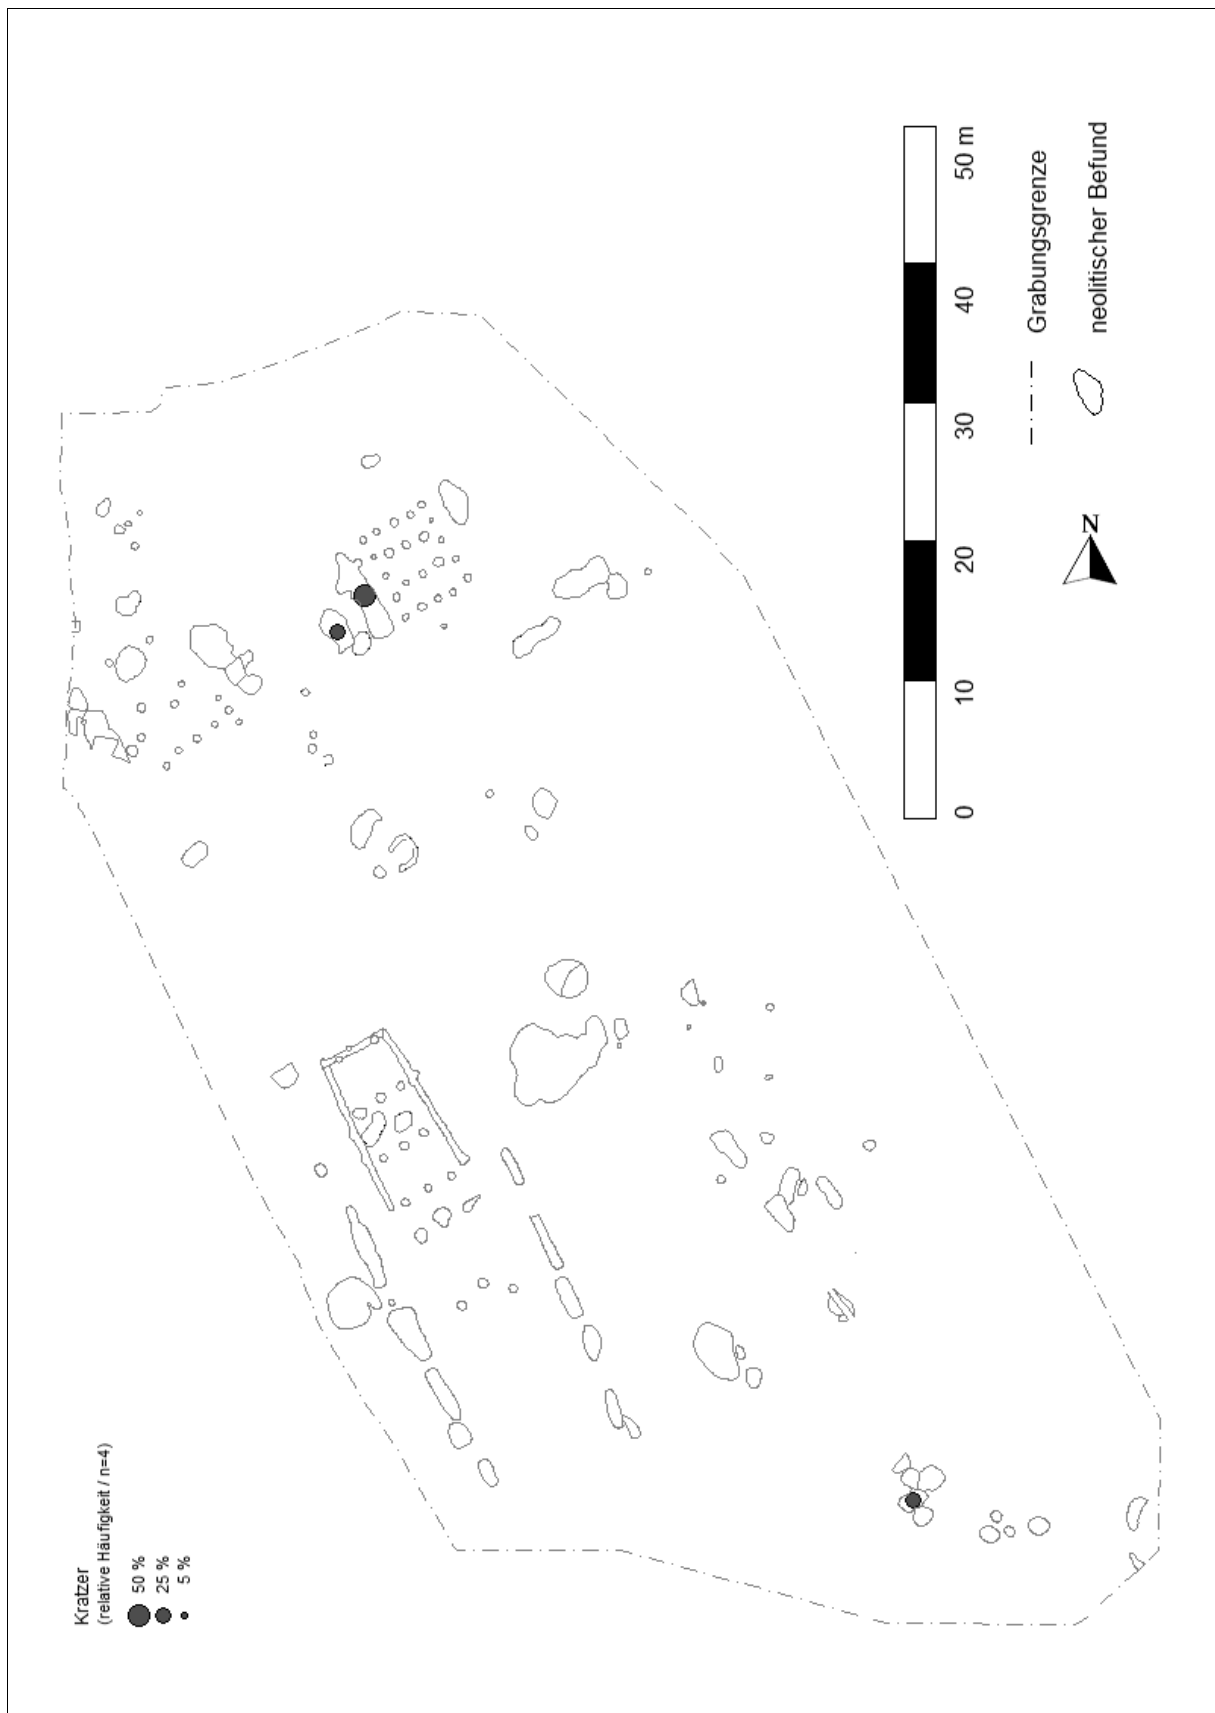 Kratzer
(relative Häufigkeit / n=4)
50 %
25 %
5 %
0
10
20
30
40
50 m
Grabungsgrenze
neolitischer Befund
N